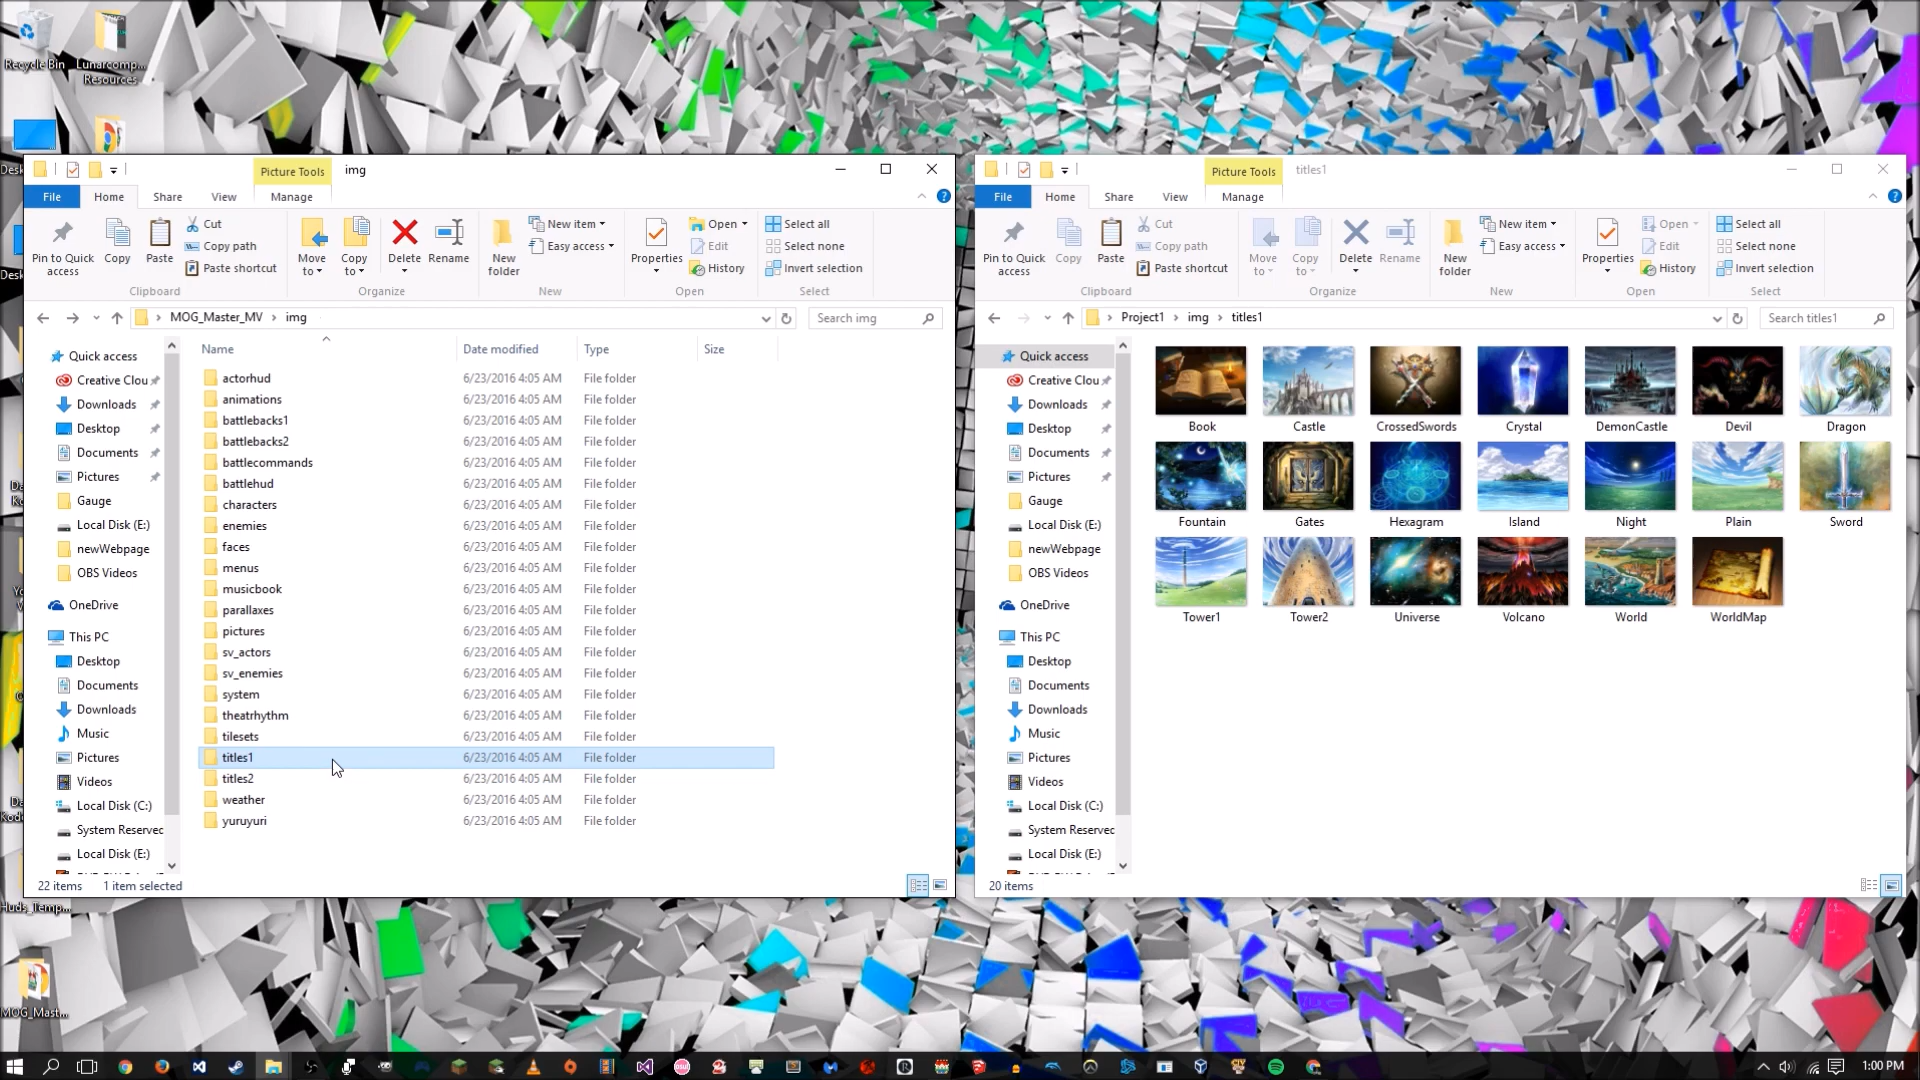 Recycle Bin
Lunarcomp...
Resources
Picture Tools
img
File
Home
Share
View
Manage
Pin to Quick
access
Copy
Paste
Cut
Copy path
Paste shortcut
Clipboard
Move
to
Copy
to
Delete
Rename
Organize
New
folder
New item
Easy access
New
Properties
Open
Edit
History
Open
Select all
Select none
Invert selection
Select
MOG_Master_MV
img
Search img
Quick access
Creative Clou
Downloads
Desktop
Documents
Pictures
Gauge
Local Disk (E:)
newWebpage
OBS Videos
OneDrive
This PC
Desktop
Documents
Downloads
Music
Pictures
Videos
Local Disk (C:)
System Reserved
Local Disk (E:)
Name Date modified Type Size
actorhud 6/23/2016 4:05 AM File folder
animations 6/23/2016 4:05 AM File folder
battlebacks1 6/23/2016 4:05 AM File folder
battlebacks2 6/23/2016 4:05 AM File folder
battlecommands 6/23/2016 4:05 AM File folder
battlehud 6/23/2016 4:05 AM File folder
characters 6/23/2016 4:05 AM File folder
enemies 6/23/2016 4:05 AM File folder
faces 6/23/2016 4:05 AM File folder
menus 6/23/2016 4:05 AM File folder
musicbook 6/23/2016 4:05 AM File folder
parallaxes 6/23/2016 4:05 AM File folder
pictures 6/23/2016 4:05 AM File folder
sv_actors 6/23/2016 4:05 AM File folder
sv_enemies 6/23/2016 4:05 AM File folder
system 6/23/2016 4:05 AM File folder
theatrhythm 6/23/2016 4:05 AM File folder
tilesets 6/23/2016 4:05 AM File folder
titles1 6/23/2016 4:05 AM File folder
titles2 6/23/2016 4:05 AM File folder
weather 6/23/2016 4:05 AM File folder
yuruyuri 6/23/2016 4:05 AM File folder
22 items 1 item selected
Picture Tools
titles1
File
Home
Share
View
Manage
Pin to Quick
access
Copy
Paste
Cut
Copy path
Paste shortcut
Clipboard
Move
to
Copy
to
Delete
Rename
Organize
New
folder
New item
Easy access
New
Properties
Open
Edit
History
Open
Select all
Select none
Invert selection
Select
Project1
img
titles1
Search titles1
Quick access
Creative Clou
Downloads
Desktop
Documents
Pictures
Gauge
Local Disk (E:)
newWebpage
OBS Videos
OneDrive
This PC
Desktop
Documents
Downloads
Music
Pictures
Videos
Local Disk (C:)
System Reserved
Local Disk (E:)
Book Castle CrossedSwords Crystal DemonCastle Devil Dragon
Fountain Gates Hexagram Island Night Plain Sword
Tower1 Tower2 Universe Volcano World WorldMap
20 items
Huds_Temp...
MOG_Mast...
1:00 PM